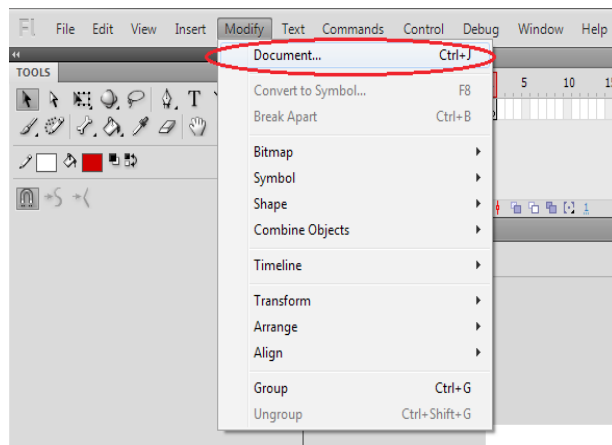 Fl File Edit View Insert Modify Text Commands Control Debug Window Help
TOOLS
Document... Ctrl+J
Convert to Symbol... F8
Break Apart Ctrl+B
Bitmap
Symbol
Shape
Combine Objects
Timeline
Transform
Arrange
Align
Group Ctrl+G
Ungroup Ctrl+Shift+G
5 10
1